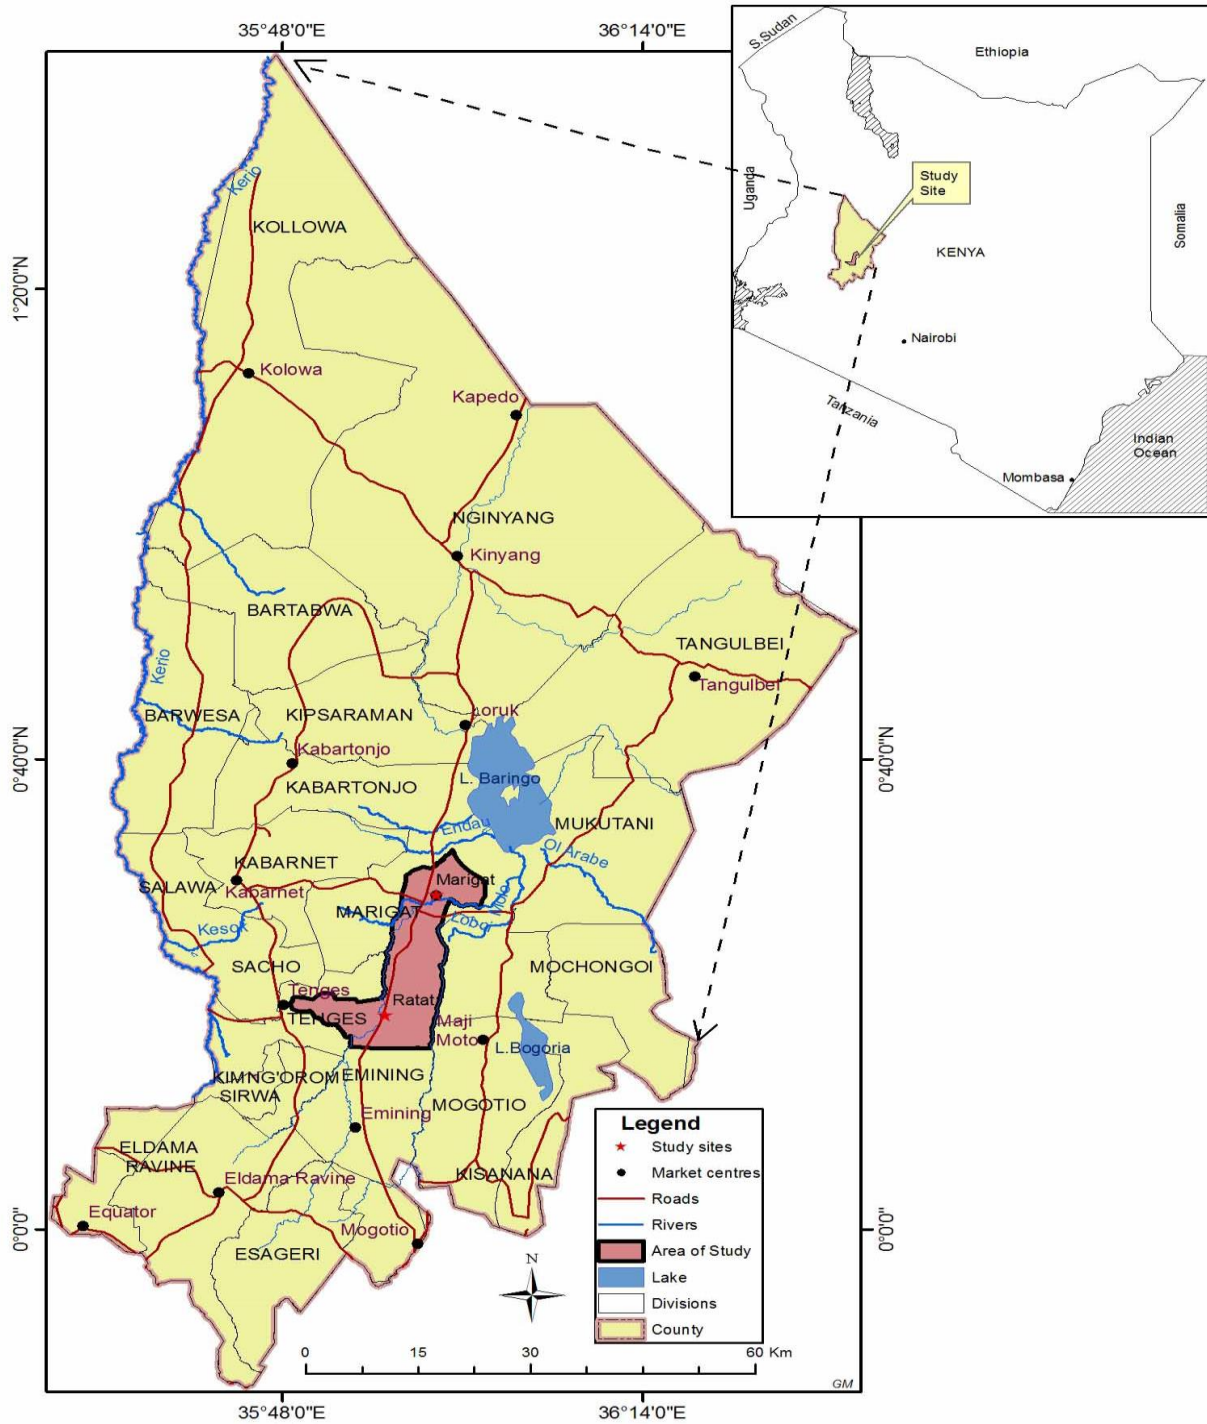 35°48'0"E
36°14'0"E
S.Sudan
Ethiopia
Uganda
Study
Site
Somalia
KENYA
Nairobi
Tanzania
Indian
Ocean
Mombasa
Kerio
KOLLOWA
1°20'0"N
Kolowa
Kapedo
NGINYANG
Kinyang
BARTABWA
TANGULBEI
Kerio
Tangulbei
BARWESA
KIPSARAMAN
Loruk
Kabartonjo
0°40'0"N
0°40'0"N
L. Baringo
KABARTONJO
Endau
MUKUTANI
Ol Arabe
KABARNET
Marigat
SALAWA
Kabarnet
Molo
MARIGAT
Loboi
Kesok
SACHO
MOCHONGOI
Tenges
Ratat
TENGES
Maji
Moto
L.Bogoria
KIMNG'OROM
EMINING
SIRWA
MOGOTIO
Emining
ELDAMA
RAVINE
KISANANA
Eldama Ravine
Equator
Mogotio
0°0'0"
0°0'0"
ESAGERI
N
Legend
Study sites
Market centres
Roads
Rivers
Area of Study
Lake
Divisions
County
0 15 30 60 Km
GM
35°48'0"E
36°14'0"E